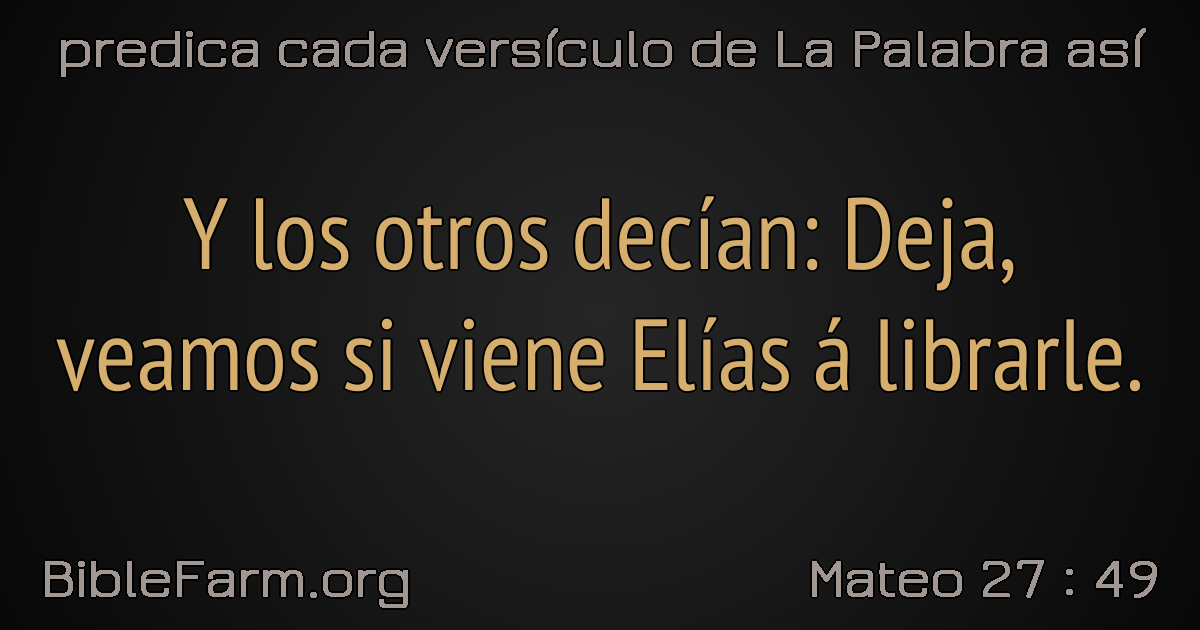 predica cada versículo de La Palabra así
Y los otros decían: Deja,
veamos si viene Elías á librarle.
BibleFarm.org
Mateo 27 : 49